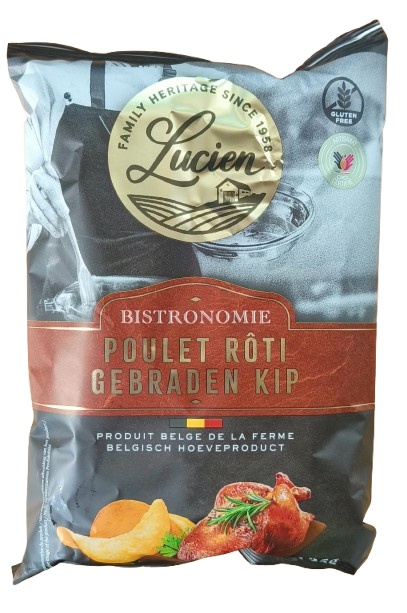 FAMILY HERITAGE SINCE 1958
Lucien
GLUTEN
FREE
BISTRONOMIE
POULET RÔTI
GEBRADEN KIP
PRODUIT BELGE DE LA FERME
BELGISCH HOEVEPRODUCT